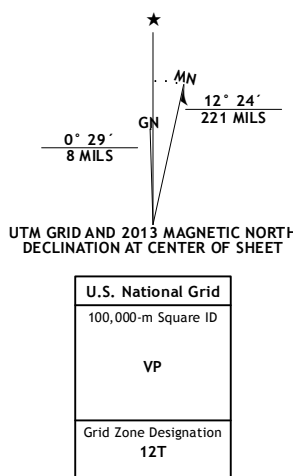 ★
MN
12° 24´
221 MILS
GN
0° 29´
8 MILS
UTM GRID AND 2013 MAGNETIC NORTH
DECLINATION AT CENTER OF SHEET
U.S. National Grid
100,000-m Square ID
VP
Grid Zone Designation
12T